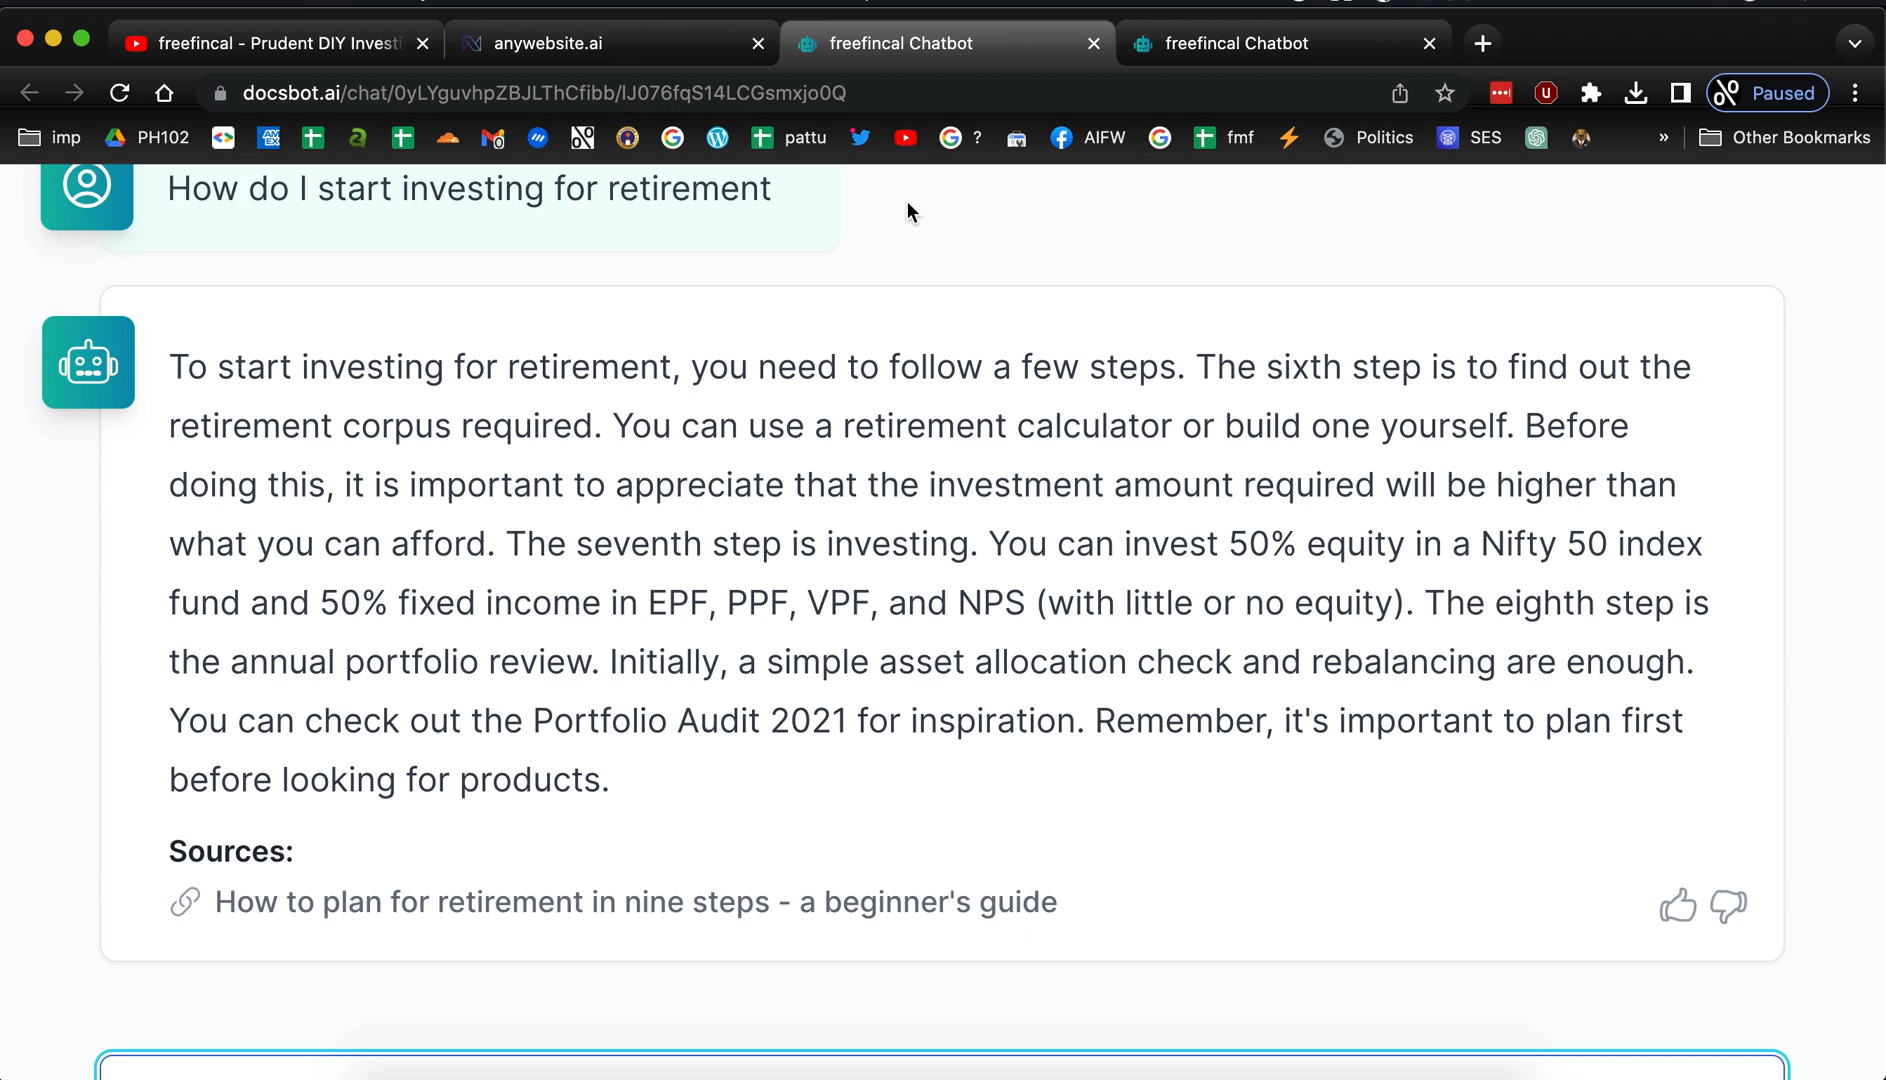 freefincal - Prudent DIY Investi
anywebsite.ai
freefincal Chatbot
freefincal Chatbot
docsbot.ai/chat/0yLYguvhpZBJLThCfibb/lJ076fqS14LCGsmxjo0Q
Paused
imp
PH102
pattu
?
AIFW
fmf
Politics
SES
»
Other Bookmarks
How do I start investing for retirement
To start investing for retirement, you need to follow a few steps. The sixth step is to find out the
retirement corpus required. You can use a retirement calculator or build one yourself. Before
doing this, it is important to appreciate that the investment amount required will be higher than
what you can afford. The seventh step is investing. You can invest 50% equity in a Nifty 50 index
fund and 50% fixed income in EPF, PPF, VPF, and NPS (with little or no equity). The eighth step is
the annual portfolio review. Initially, a simple asset allocation check and rebalancing are enough.
You can check out the Portfolio Audit 2021 for inspiration. Remember, it's important to plan first
before looking for products.
Sources:
How to plan for retirement in nine steps - a beginner's guide